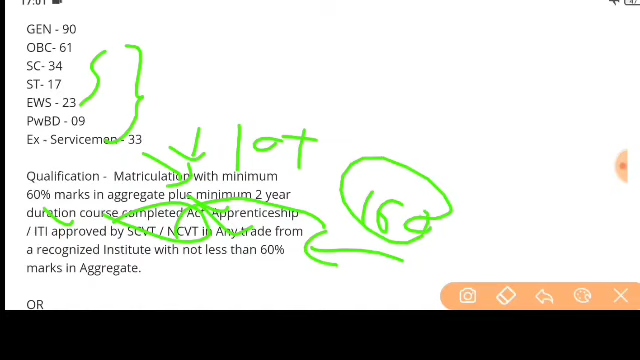 17:01
GEN - 90
OBC- 61
SC- 34
ST - 17
EWS - 23
PwBD - 09
Ex - Servicemen - 33
10+
Qualification - Matriculation with minimum
60% marks in aggregate plus minimum 2 year
duration course completed Act Apprenticeship
/ ITI approved by SCVT / NCVT in Any trade from
a recognized Institute with not less than 60%
marks in Aggregate.
OR